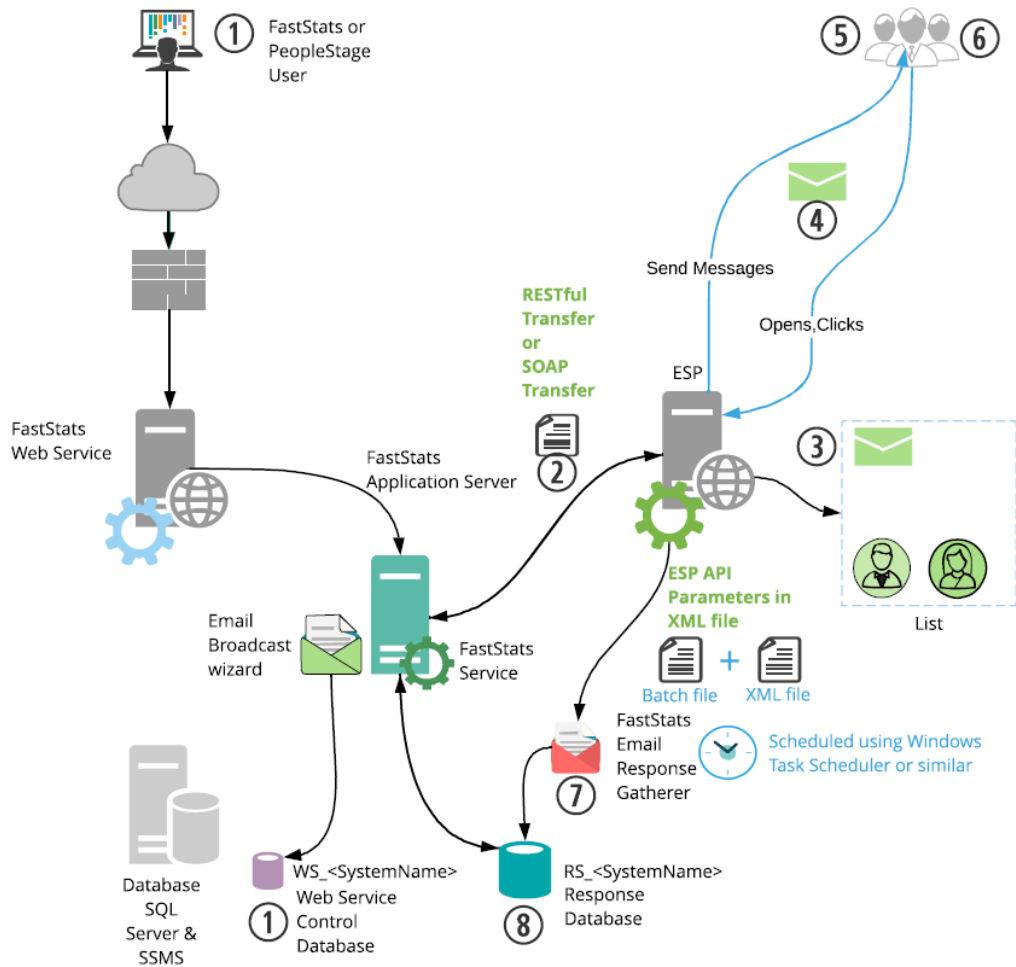 1
FastStats or
PeopleStage
User
5
6
4
Send Messages
Opens,Clicks
RESTful
Transfer
or
SOAP
Transfer
2
ESP
FastStats
Web Service
FastStats
Application Server
3
List
ESP API
Parameters in
XML file
Batch file
+
XML file
Email
Broadcast
wizard
FastStats
Service
FastStats
Email
Response
Gatherer
7
Scheduled using Windows
Task Scheduler or similar
Database
SQL
Server &
SSMS
WS_<SystemName>
Web Service
Control
Database
1
RS_<SystemName>
Response
Database
8